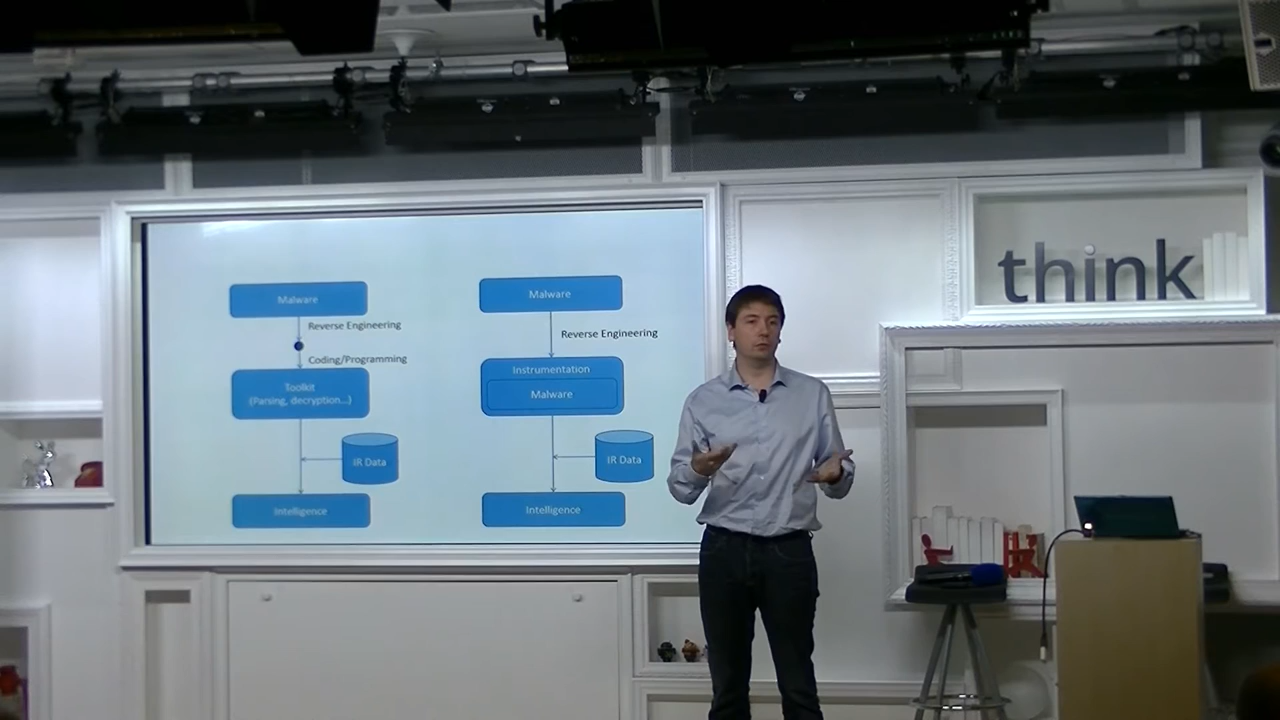 Malware
Reverse Engineering
Coding/Programming
Toolkit
(Parsing, decryption...)
IR Data
Intelligence
Malware
Reverse Engineering
Instrumentation
Malware
IR Data
Intelligence
think